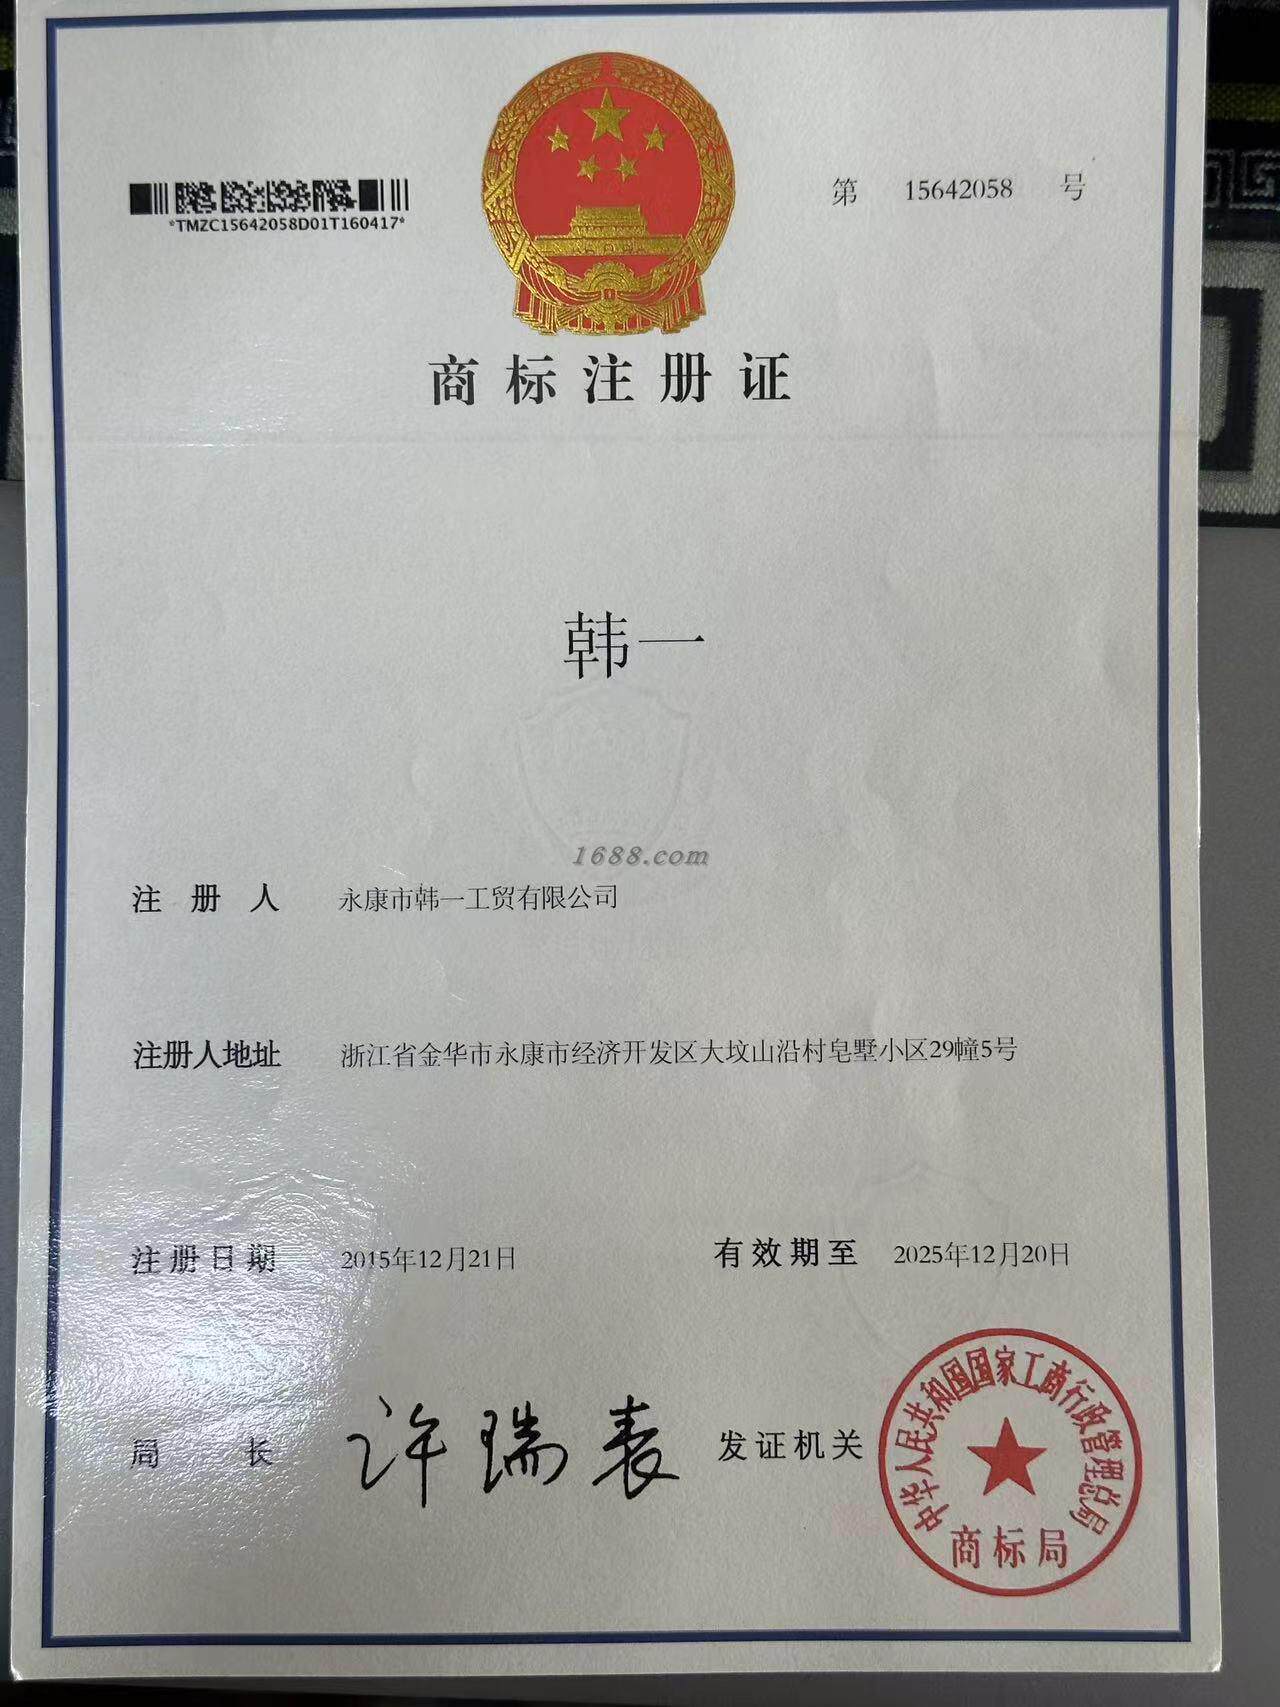 *TMZC15642058D01T160417*
第 15642058 号
商标注册证
韩一
1688.com
注册人 永康市韩一工贸有限公司
注册人地址 浙江省金华市永康市经济开发区大坟山沿村皂墅小区29幢5号
注册日期 2015年12月21日 有效期至 2025年12月20日
局长 许瑞表 发证机关
中华人民共和国国家工商行政管理总局
商标局